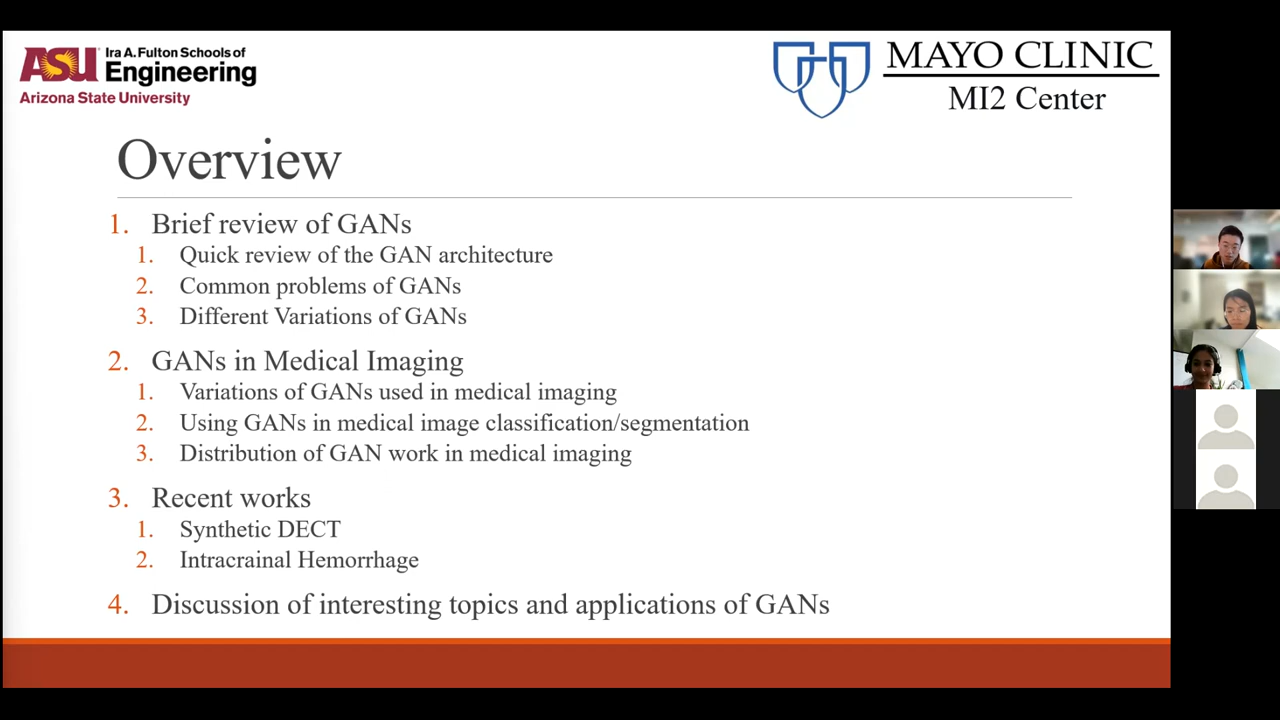 ASU Ira A. Fulton Schools of
Engineering
Arizona State University
MAYO CLINIC
MI2 Center
Overview
1. Brief review of GANs
1. Quick review of the GAN architecture
2. Common problems of GANs
3. Different Variations of GANs
2. GANs in Medical Imaging
1. Variations of GANs used in medical imaging
2. Using GANs in medical image classification/segmentation
3. Distribution of GAN work in medical imaging
3. Recent works
1. Synthetic DECT
2. Intracrainal Hemorrhage
4. Discussion of interesting topics and applications of GANs